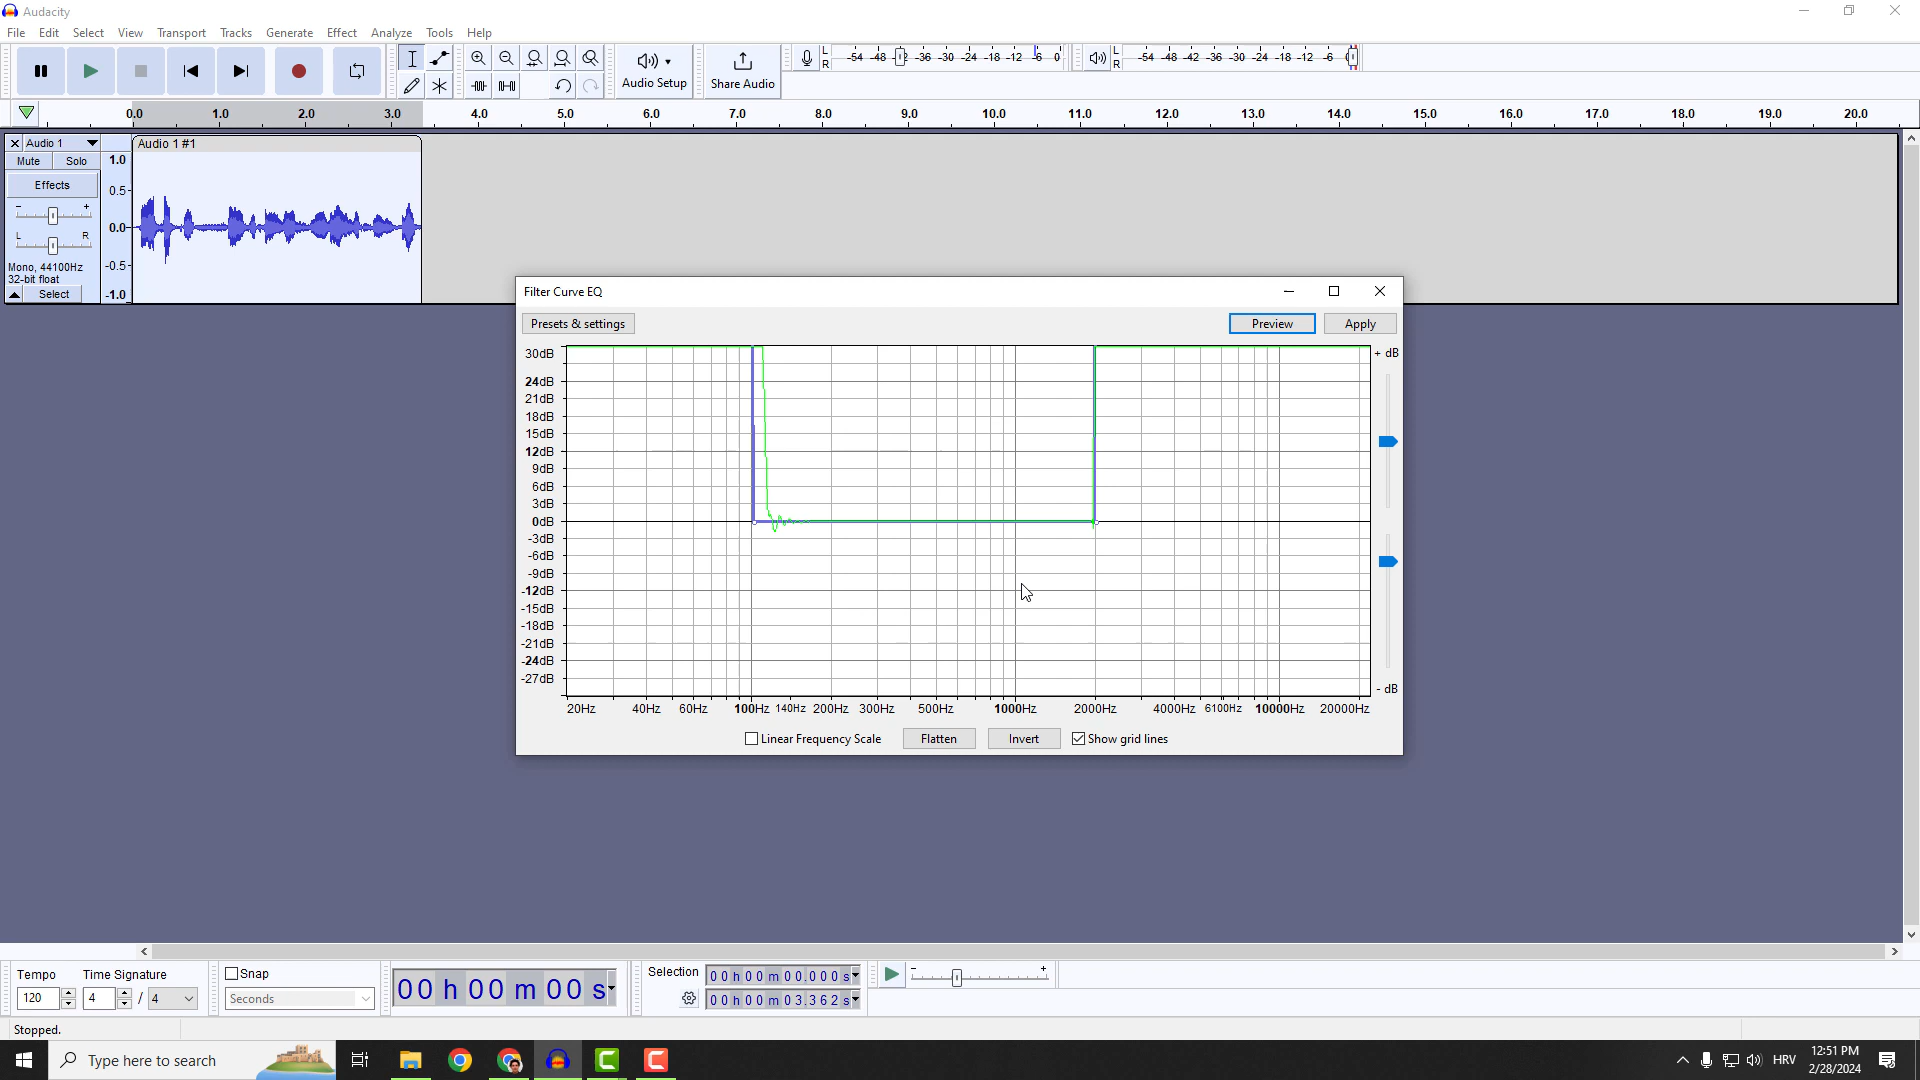 Audacity
File Edit Select View Transport Tracks Generate Effect Analyze Tools Help
Audio Setup
Share Audio
L
R
-54 -48 -36 -30 -24 -18 -12 -6 0
L
R
-54 -48 -42 -36 -30 -24 -18 -12 -6
0.0 1.0 2.0 3.0 4.0 5.0 6.0 7.0 8.0 9.0 10.0 11.0 12.0 13.0 14.0 15.0 16.0 17.0 18.0 19.0 20.0
Audio 1
Audio 1 #1
Mute Solo
Effects
- +
L R
Mono, 44100Hz
32-bit float
Select
1.0
0.5
0.0
-0.5
-1.0
Filter Curve EQ
Presets & settings
Preview
Apply
+ dB
30dB
24dB
21dB
18dB
15dB
12dB
9dB
6dB
3dB
0dB
-3dB
-6dB
-9dB
-12dB
-15dB
-18dB
-21dB
-24dB
-27dB
- dB
20Hz 40Hz 60Hz 100Hz 140Hz 200Hz 300Hz 500Hz 1000Hz 2000Hz 4000Hz 6100Hz 10000Hz 20000Hz
Linear Frequency Scale
Flatten
Invert
Show grid lines
Tempo
120
Time Signature
4 / 4
Snap
Seconds
00 h 00 m 00 s
Selection
00 h 00 m 00.000 s
00 h 00 m 03.362 s
- +
Stopped.
Type here to search
HRV
12:51 PM
2/28/2024